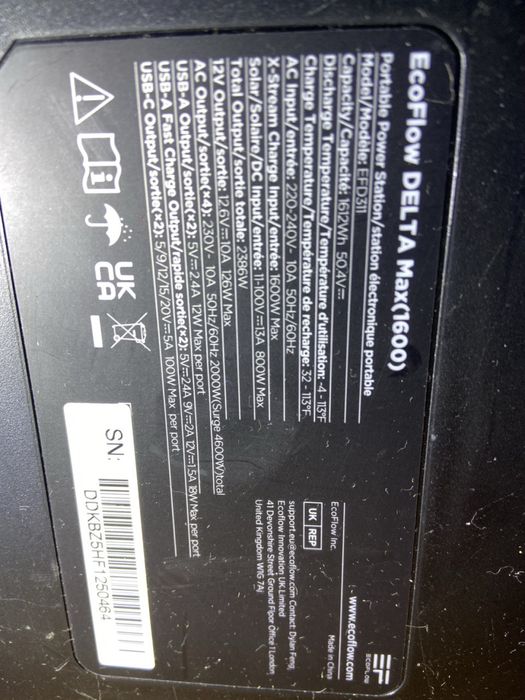 EcoFlow DELTA Max(1600)
Portable Power Station/station électronique portable
Model/Modèle: EFD311
Capacity/Capacité: 1612Wh 50.4V⎓
Discharge Temperature/Température d'utilisation: -4 - 113°F
Charge Temperature/Température de recharge: 32 - 113°F
AC Input/entrée: 220-240V~ 10A 50Hz/60Hz
X-Stream Charge Input/entrée: 1600W Max
Solar/Solaire/DC Input/entrée: 11-100V⎓13A 800W Max
Total Output/sortie totale: 2386W
12V Output/sortie: 12.6V⎓10A 126W Max
AC Output/sortie(×4): 230V~ 10A 50Hz/60Hz 2000W(Surge 4600W)total
USB-A Output/sortie(×2): 5V⎓2.4A 12W Max per port
USB-A Fast Charge Output/rapide sortie(×2): 5V⎓2.4A 9V⎓2A 12V⎓1.5A 18W Max per port
USB-C Output/sortie(×2): 5/9/12/15/20V⎓5A 100W Max per port
UK
CA
EF
ECOFLOW
www.ecoflow.com
EcoFlow Inc.
Made in China
UK REP
support.eu@ecoflow.com Contact: Dylan Feng,
Ecoflow Innovation UK Limited
41 Devonshire Street Ground Floor Office 1 London
United Kingdom W1G 7AJ
SN:
DDKBZ5HF1250464